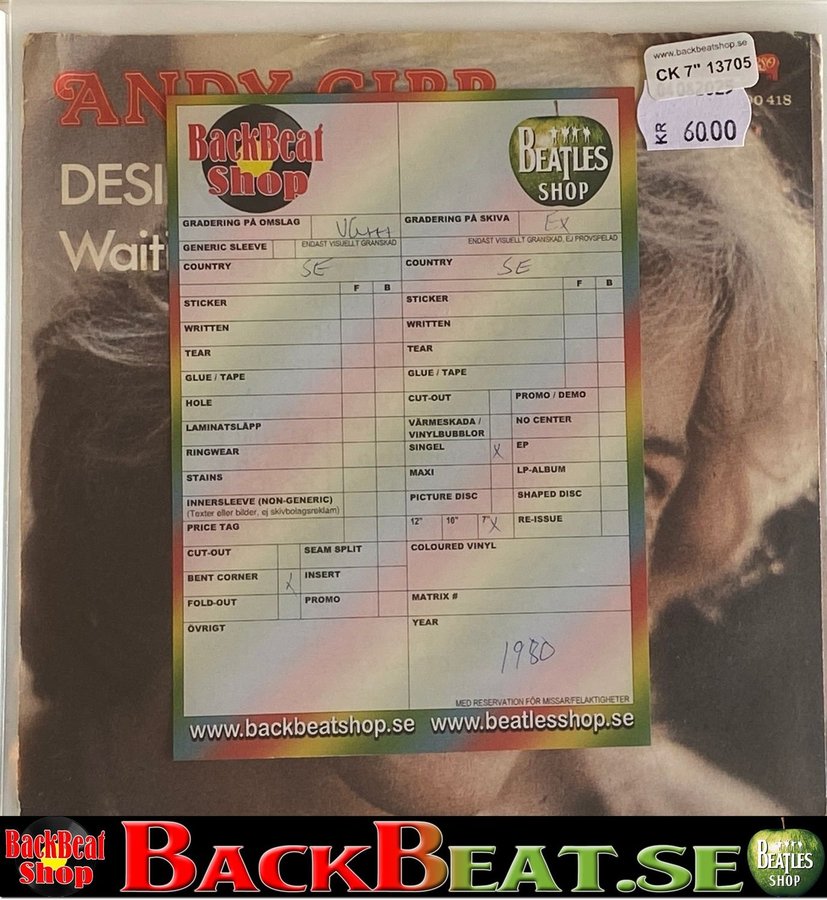 ANDY GIBB
DESI
Wait
www.backbeatshop.se
CK 7" 13705
00 418
KR 60.00
BackBeat
Shop
BEATLES
SHOP
GRADERING PÅ OMSLAG VG+++
GRADERING PÅ SKIVA EX
GENERIC SLEEVE ENDAST VISUELLT GRANSKAD
ENDAST VISUELLT GRANSKAD, EJ PROVSPELAD
COUNTRY SE
COUNTRY SE
F B
F B
STICKER
STICKER
WRITTEN
WRITTEN
TEAR
TEAR
GLUE / TAPE
GLUE / TAPE
HOLE
CUT-OUT PROMO / DEMO
LAMINATSLÄPP
VÄRMESKADA /
VINYLBUBBLOR
NO CENTER
RINGWEAR
SINGEL X EP
STAINS
MAXI LP-ALBUM
INNERSLEEVE (NON-GENERIC)
(Texter eller bilder, ej skivbolagsreklam)
PICTURE DISC SHAPED DISC
PRICE TAG
12" 10" 7" X RE-ISSUE
CUT-OUT SEAM SPLIT
COLOURED VINYL
BENT CORNER X INSERT
FOLD-OUT PROMO
MATRIX #
ÖVRIGT
YEAR
1980
MED RESERVATION FÖR MISSAR/FELAKTIGHETER
www.backbeatshop.se www.beatlesshop.se
BackBeat
Shop
BACKBEAT.SE
BEATLES
SHOP